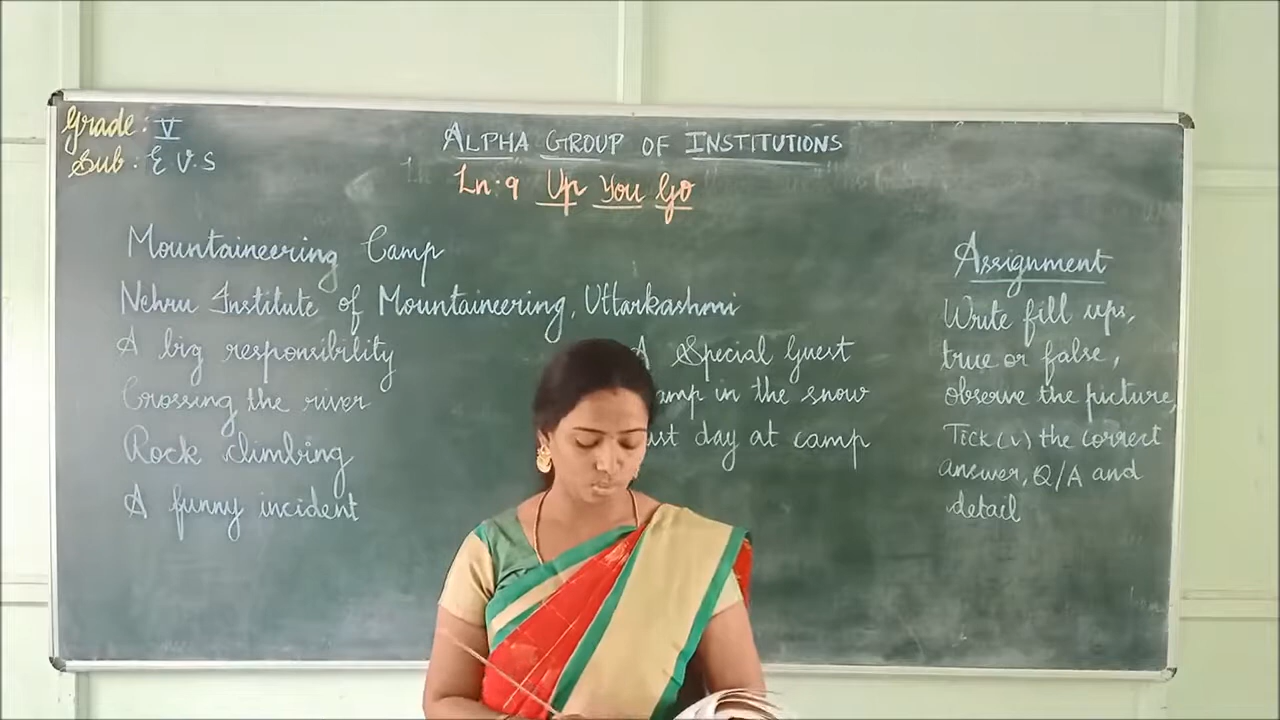 Grade: V
Sub: E V.S
ALPHA GROUP OF INSTITUTIONS
Ln: 9 Up You Go
Mountaineering Camp
Nehru Institute of Mountaineering, Uttarkashmi
A big responsibility
Crossing the river
Rock climbing
A funny incident
A Special Guest
in the snow
day at camp
Assignment
Write fill ups,
true or false,
observe the picture,
Tick (✓) the correct
answer, Q/A and
detail